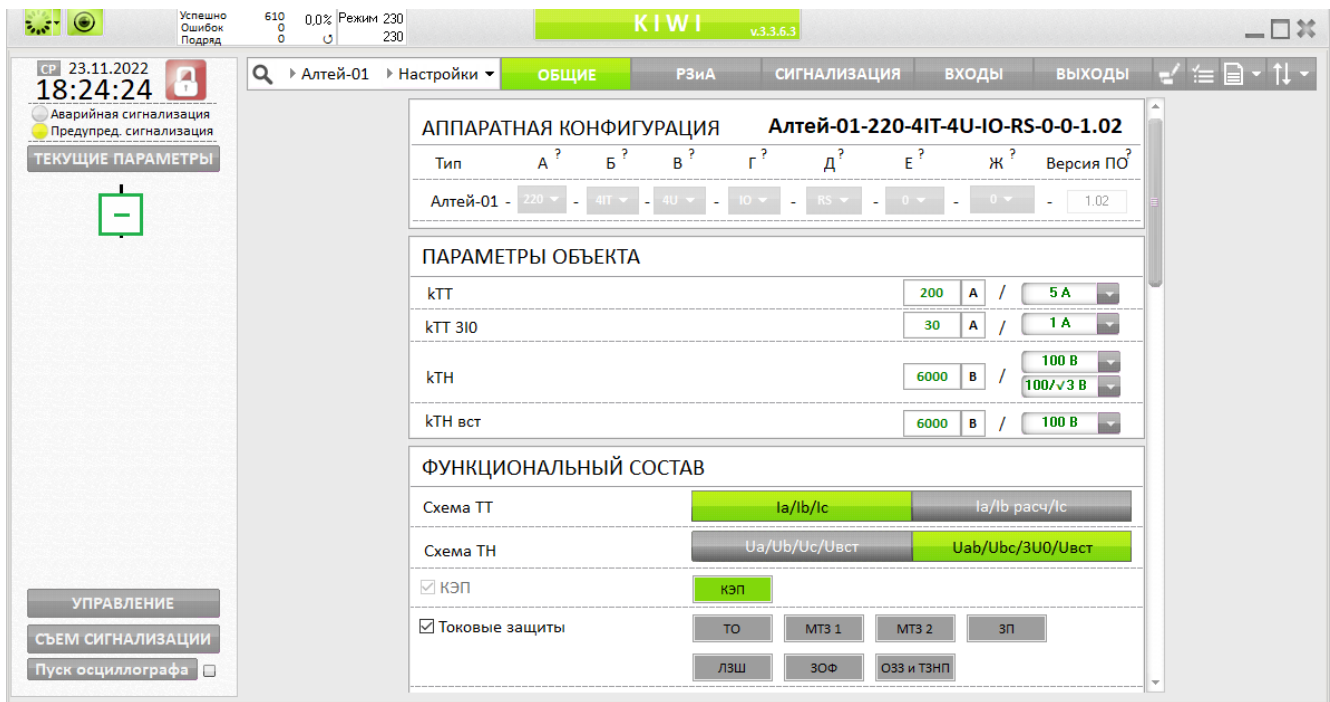 Успешно 610 0,0% Режим 230
Ошибок 0
Подряд 0 230
KIWI v.3.3.6.3
СР 23.11.2022
18:24:24
Аварийная сигнализация
Предупред. сигнализация
ТЕКУЩИЕ ПАРАМЕТРЫ
УПРАВЛЕНИЕ
СЪЕМ СИГНАЛИЗАЦИИ
Пуск осциллографа
Алтей-01 Настройки ОБЩИЕ РЗиА СИГНАЛИЗАЦИЯ ВХОДЫ ВЫХОДЫ
АППАРАТНАЯ КОНФИГУРАЦИЯ Алтей-01-220-4IT-4U-IO-RS-0-0-1.02
Тип А ? Б ? В ? Г ? Д ? Е ? Ж ? Версия ПО ?
Алтей-01 - 220 - 4IT - 4U - IO - RS - 0 - 0 - 1.02
ПАРАМЕТРЫ ОБЪЕКТА
kТТ 200 А / 5 А
kТТ 3I0 30 А / 1 А
kТН 6000 В / 100 В
100/√3 В
kТН вст 6000 В / 100 В
ФУНКЦИОНАЛЬНЫЙ СОСТАВ
Схема ТТ Ia/Ib/Ic Ia/Ib расч/Ic
Схема ТН Ua/Ub/Uc/Uвст Uab/Ubc/3U0/Uвст
КЭП КЭП
Токовые защиты ТО МТЗ 1 МТЗ 2 ЗП
ЛЗШ ЗОФ ОЗЗ и ТЗНП